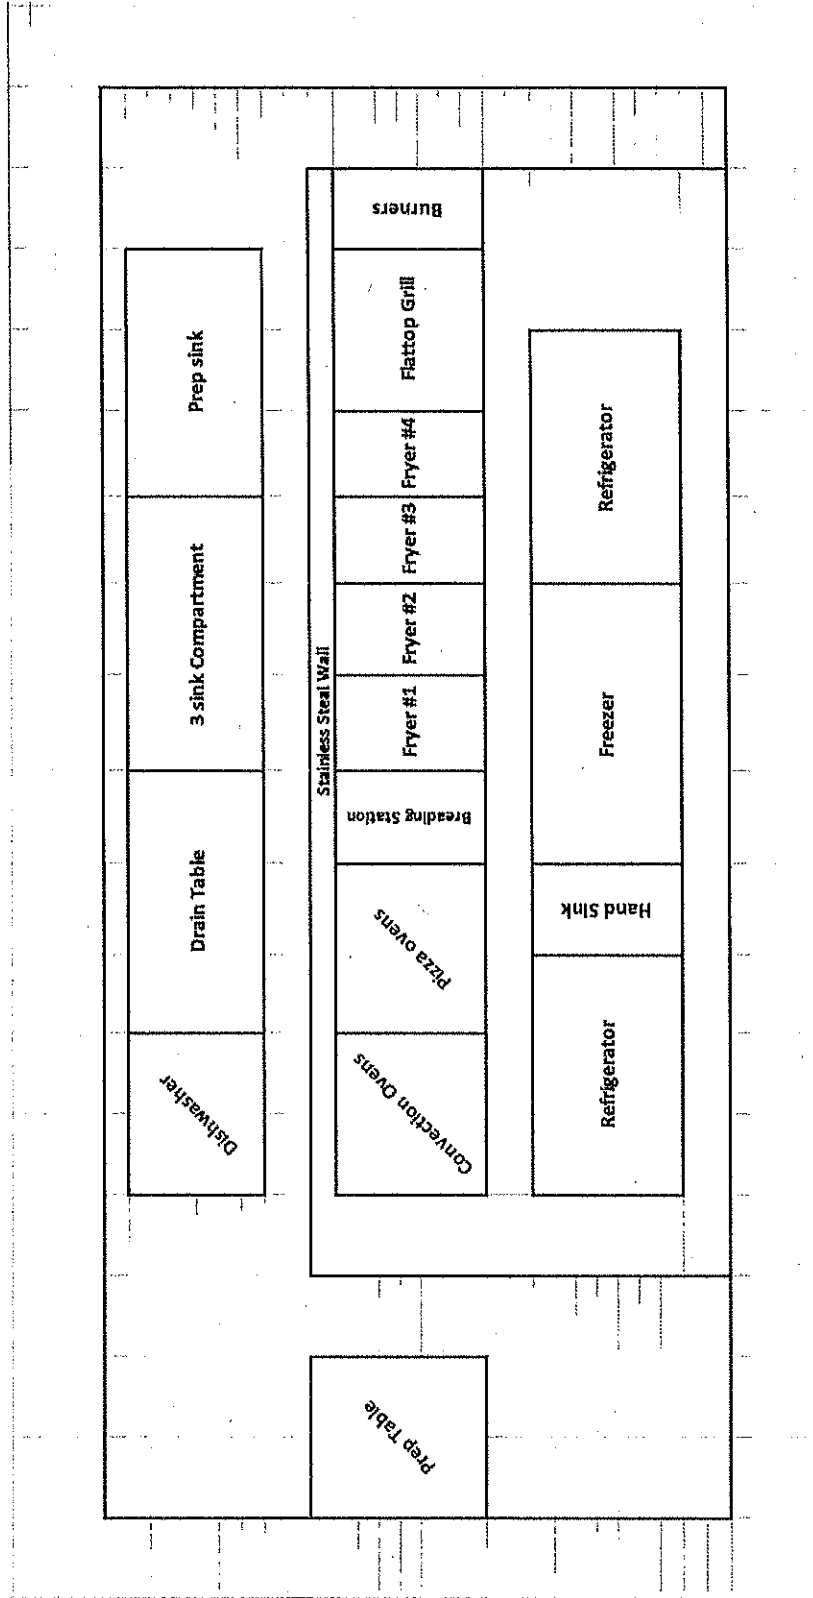 Burners
Prep sink
Flattop Grill
Fryer #4
Refrigerator
Fryer #3
3 sink Compartment
Fryer #2
Stainless Steal Wall
Fryer #1
Freezer
Breading Station
Drain Table
Pizza ovens
Hand Sink
Dishwasher
Convection Ovens
Refrigerator
Prep Table